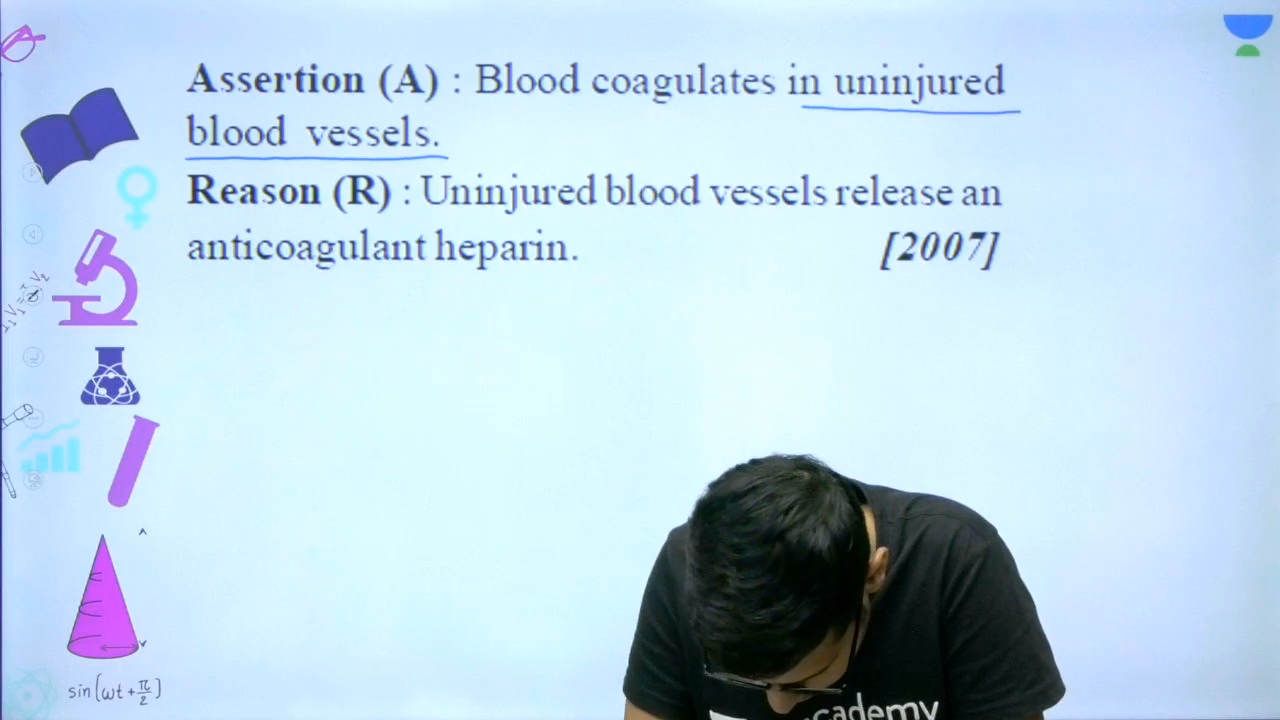 Assertion (A) : Blood coagulates in uninjured
blood vessels.
Reason (R) : Uninjured blood vessels release an
anticoagulant heparin.
[2007]
sin(ωt+π/2)
cademy